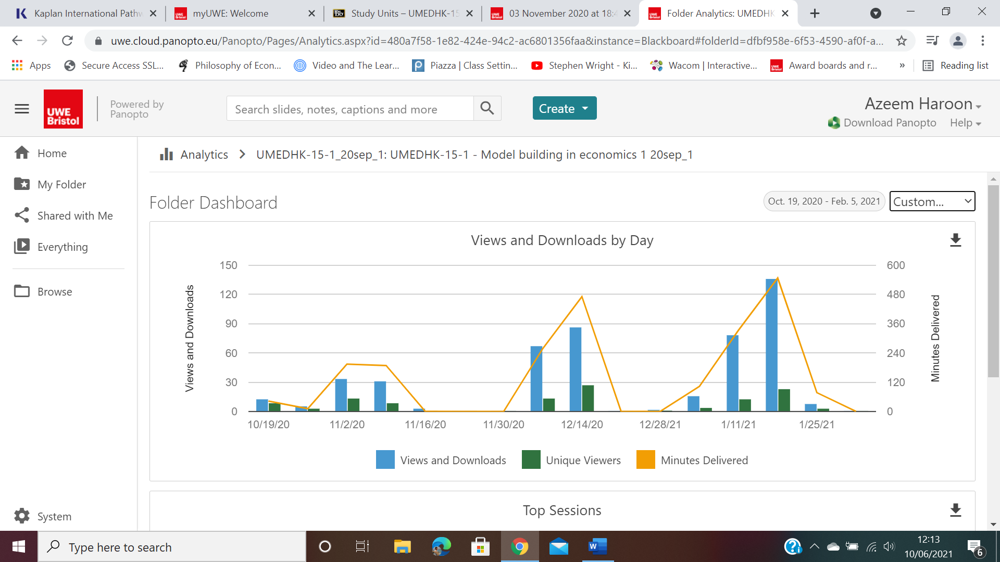 Kaplan International Pathw
myUWE: Welcome
Bb Study Units – UMEDHK-15
03 November 2020 at 18:4
Folder Analytics: UMEDHK
uwe.cloud.panopto.eu/Panopto/Pages/Analytics.aspx?id=480a7f58-1e82-424e-94c2-ac6801356faa&instance=Blackboard#folderId=dfbf958e-6f53-4590-af0f-a...
Apps
Secure Access SSL...
Philosophy of Econ...
Video and The Lear...
Piazza | Class Settin...
Stephen Wright - Ki...
Wacom | Interactive...
Award boards and r...
»
Reading list
UWE
Bristol
Powered by
Panopto
Search slides, notes, captions and more
Create
Azeem Haroon
Download Panopto
Help
Home
My Folder
Shared with Me
Everything
Browse
System
Analytics
UMEDHK-15-1_20sep_1: UMEDHK-15-1 - Model building in economics 1 20sep_1
Folder Dashboard
Oct. 19, 2020 - Feb. 5, 2021
Custom...
Views and Downloads by Day
Views and Downloads
150
120
90
60
30
0
600
480
360
240
120
0
Minutes Delivered
10/19/20
11/2/20
11/16/20
11/30/20
12/14/20
12/28/21
1/11/21
1/25/21
Views and Downloads
Unique Viewers
Minutes Delivered
Top Sessions
Type here to search
W
12:13
10/06/2021
6